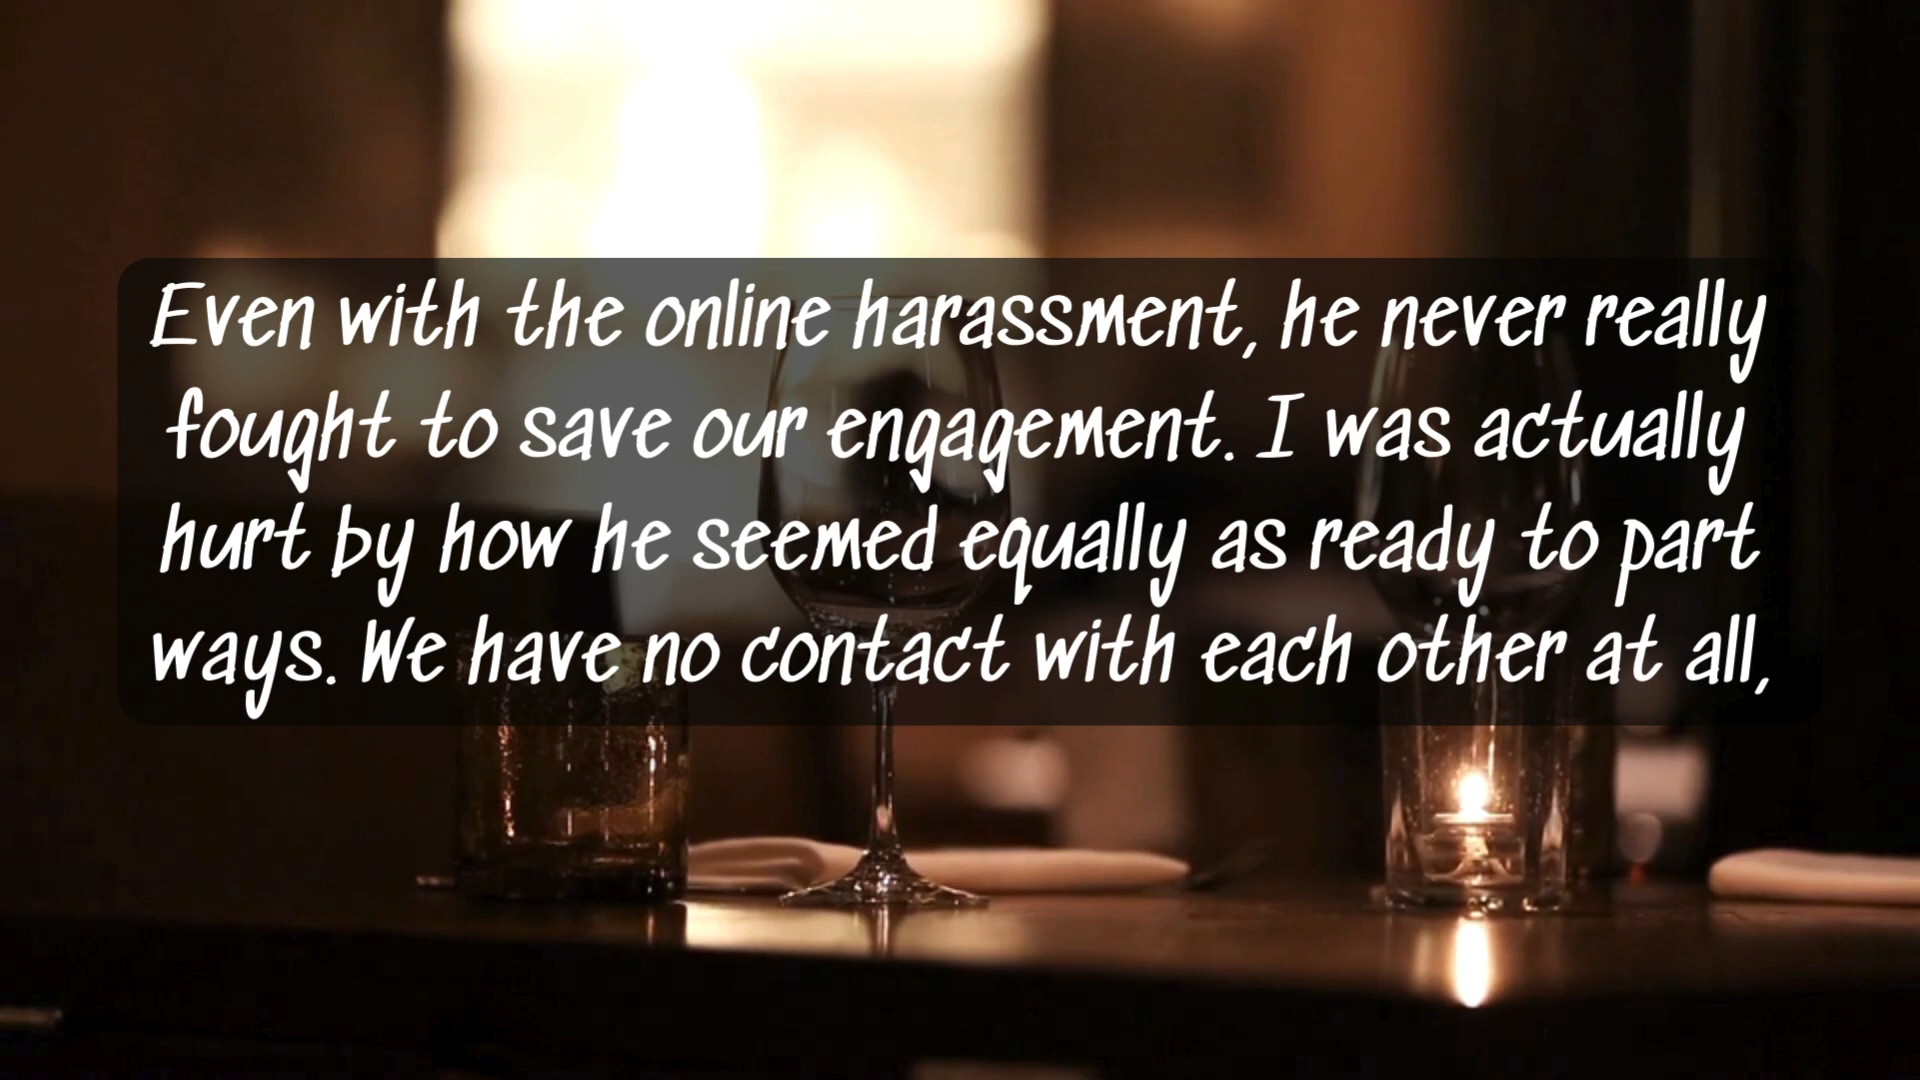 Even with the online harassment, he never really
fought to save our engagement. I was actually
hurt by how he seemed equally as ready to part
ways. We have no contact with each other at all,